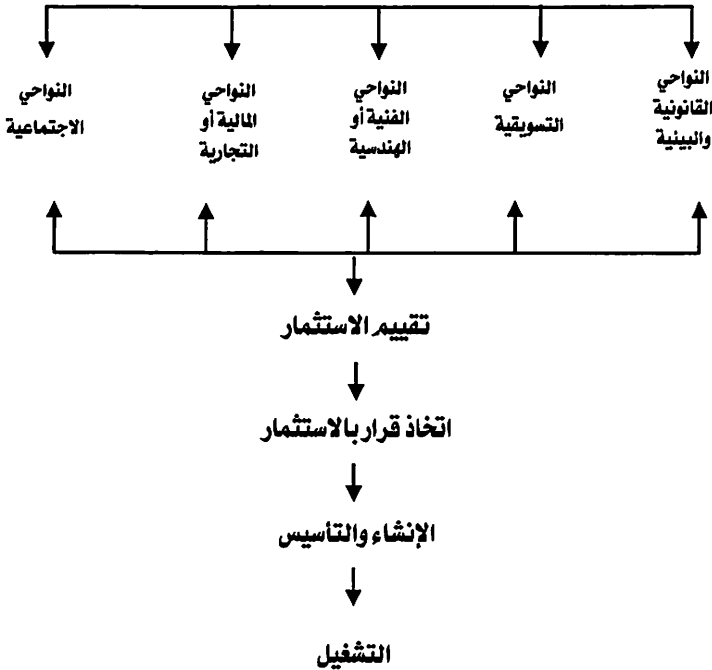 النواحي
القانونية
والبيئية
النواحي
التسويقية
النواحي
الفنية أو
الهندسية
النواحي
المالية أو
التجارية
النواحي
الاجتماعية
تقييم الاستثمار
اتخاذ قرار بالاستثمار
الإنشاء والتأسيس
التشغيل